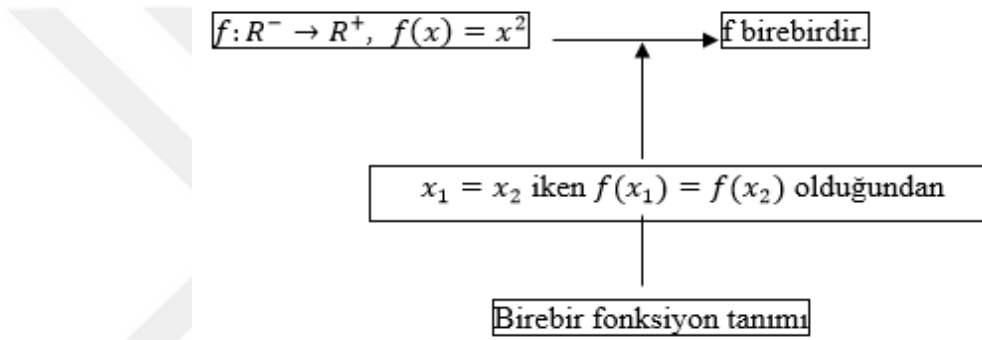 f: R⁻ → R⁺, f(x) = x²
f birebirdir.
x₁ = x₂ iken f(x₁) = f(x₂) olduğundan
Birebir fonksiyon tanımı